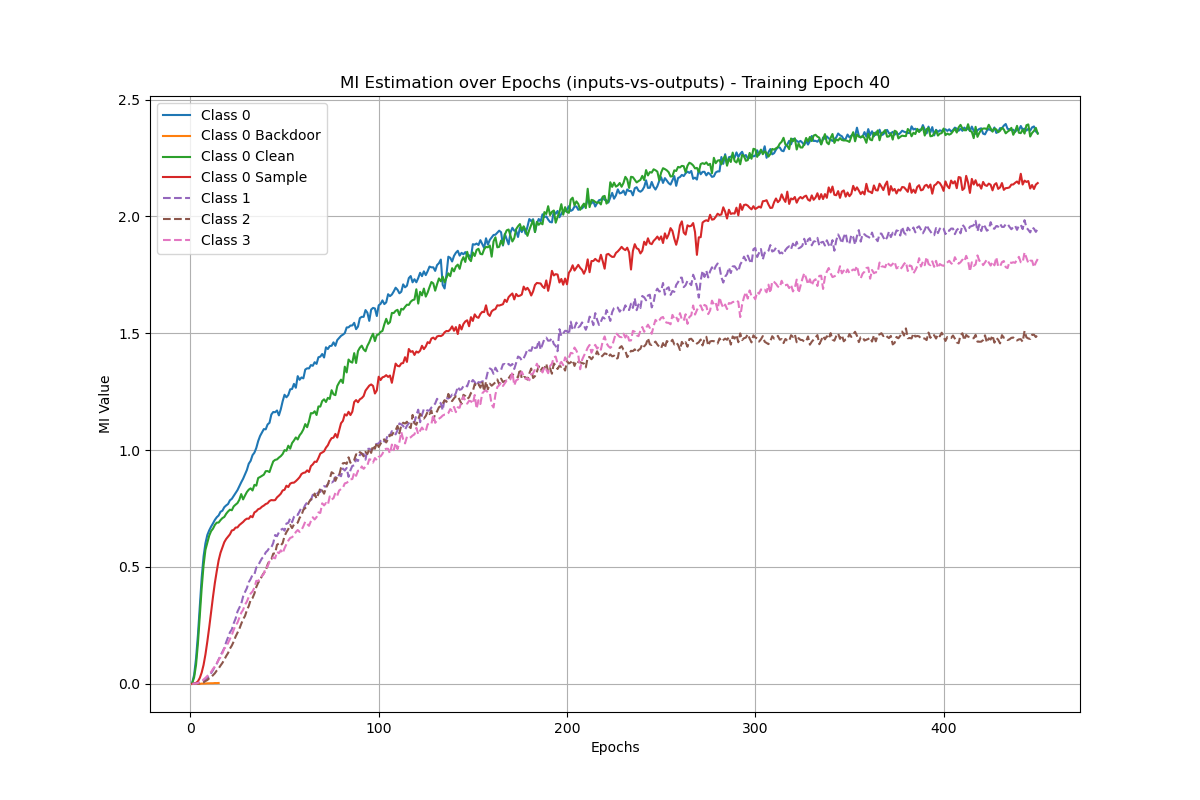 MI Estimation over Epochs (inputs-vs-outputs) - Training Epoch 40
2.5
2.0
1.5
1.0
0.5
0.0
MI Value
Class 0
Class 0 Backdoor
Class 0 Clean
Class 0 Sample
Class 1
Class 2
Class 3
0 100 200 300 400
Epochs